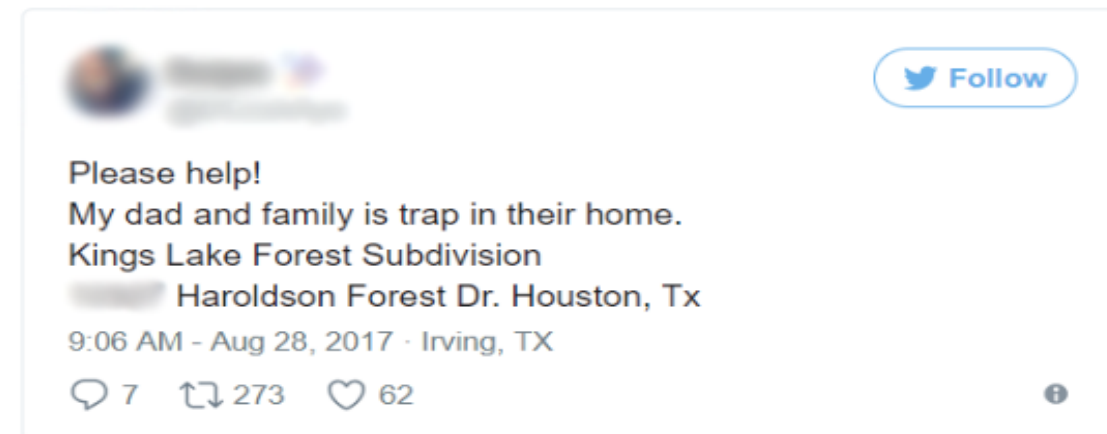 Follow
Please help!
My dad and family is trap in their home.
Kings Lake Forest Subdivision
Haroldson Forest Dr. Houston, Tx
9:06 AM - Aug 28, 2017 · Irving, TX
7 273 62